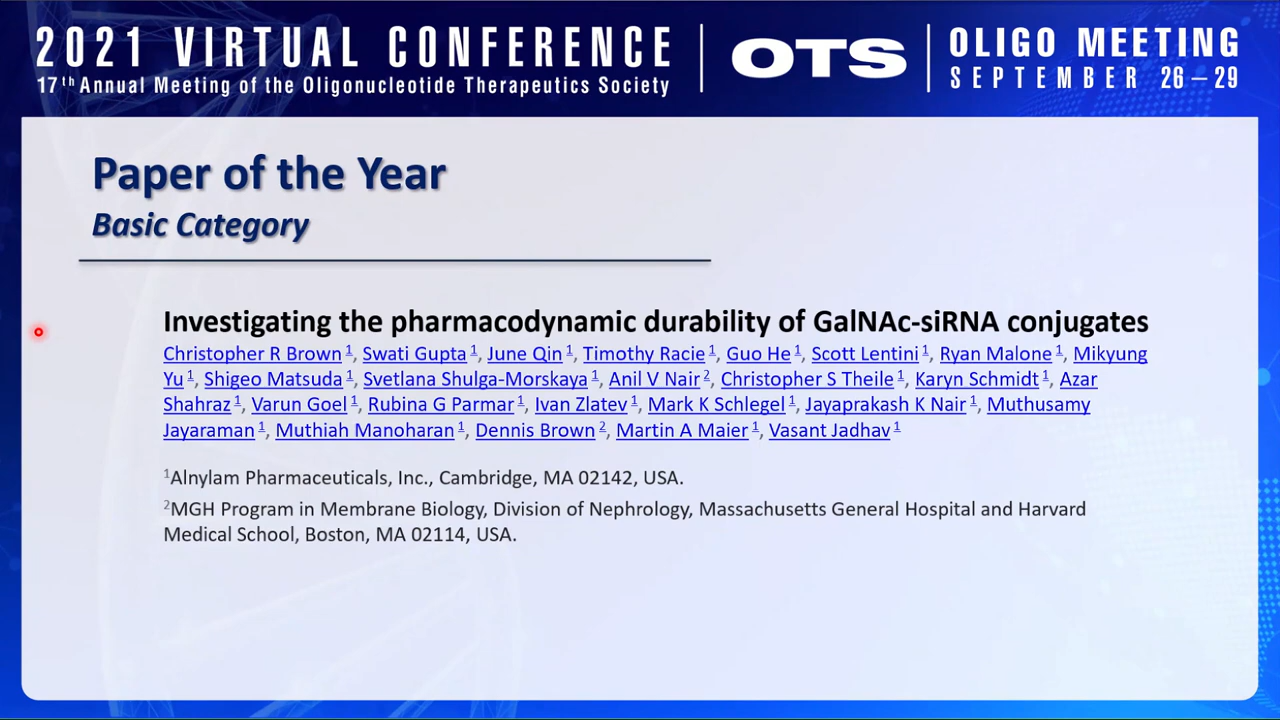 2021 VIRTUAL CONFERENCE
17th Annual Meeting of the Oligonucleotide Therapeutics Society
OTS
OLIGO MEETING
SEPTEMBER 26–29
Paper of the Year
Basic Category
Investigating the pharmacodynamic durability of GalNAc-siRNA conjugates
Christopher R Brown 1, Swati Gupta 1, June Qin 1, Timothy Racie 1, Guo He 1, Scott Lentini 1, Ryan Malone 1, Mikyung
Yu 1, Shigeo Matsuda 1, Svetlana Shulga-Morskaya 1, Anil V Nair 2, Christopher S Theile 1, Karyn Schmidt 1, Azar
Shahraz 1, Varun Goel 1, Rubina G Parmar 1, Ivan Zlatev 1, Mark K Schlegel 1, Jayaprakash K Nair 1, Muthusamy
Jayaraman 1, Muthiah Manoharan 1, Dennis Brown 2, Martin A Maier 1, Vasant Jadhav 1
1Alnylam Pharmaceuticals, Inc., Cambridge, MA 02142, USA.
2MGH Program in Membrane Biology, Division of Nephrology, Massachusetts General Hospital and Harvard
Medical School, Boston, MA 02114, USA.